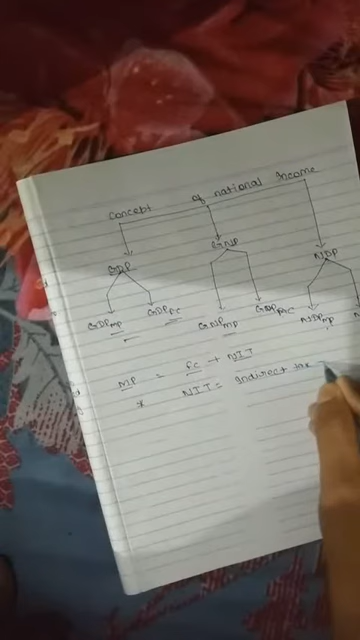 Concept of national Income
GDP GNP NDP
GDPMP GDPFC GNPMP GNPFC NDPMP N
MP = fc + NIT
* NIT = Indirect tax